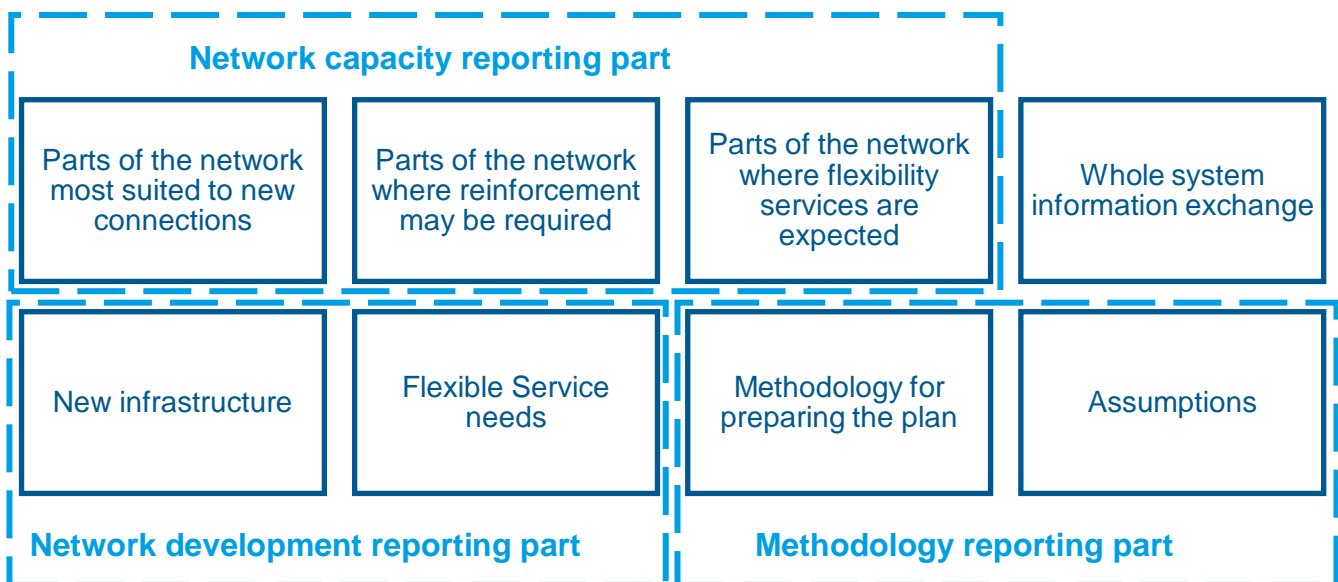 Network capacity reporting part
Parts of the network
most suited to new
connections
Parts of the network
where reinforcement
may be required
Parts of the network
where flexibility
services are
expected
Whole system
information exchange
New infrastructure
Flexible Service
needs
Methodology for
preparing the plan
Assumptions
Network development reporting part
Methodology reporting part